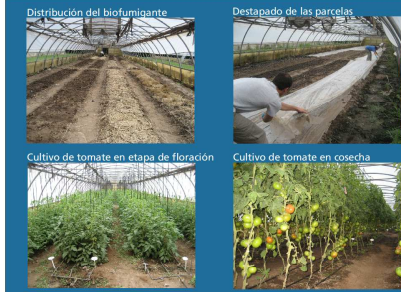 Distribución del biofumigante
Destapado de las parcelas
Cultivo de tomate en etapa de floración
Cultivo de tomate en cosecha